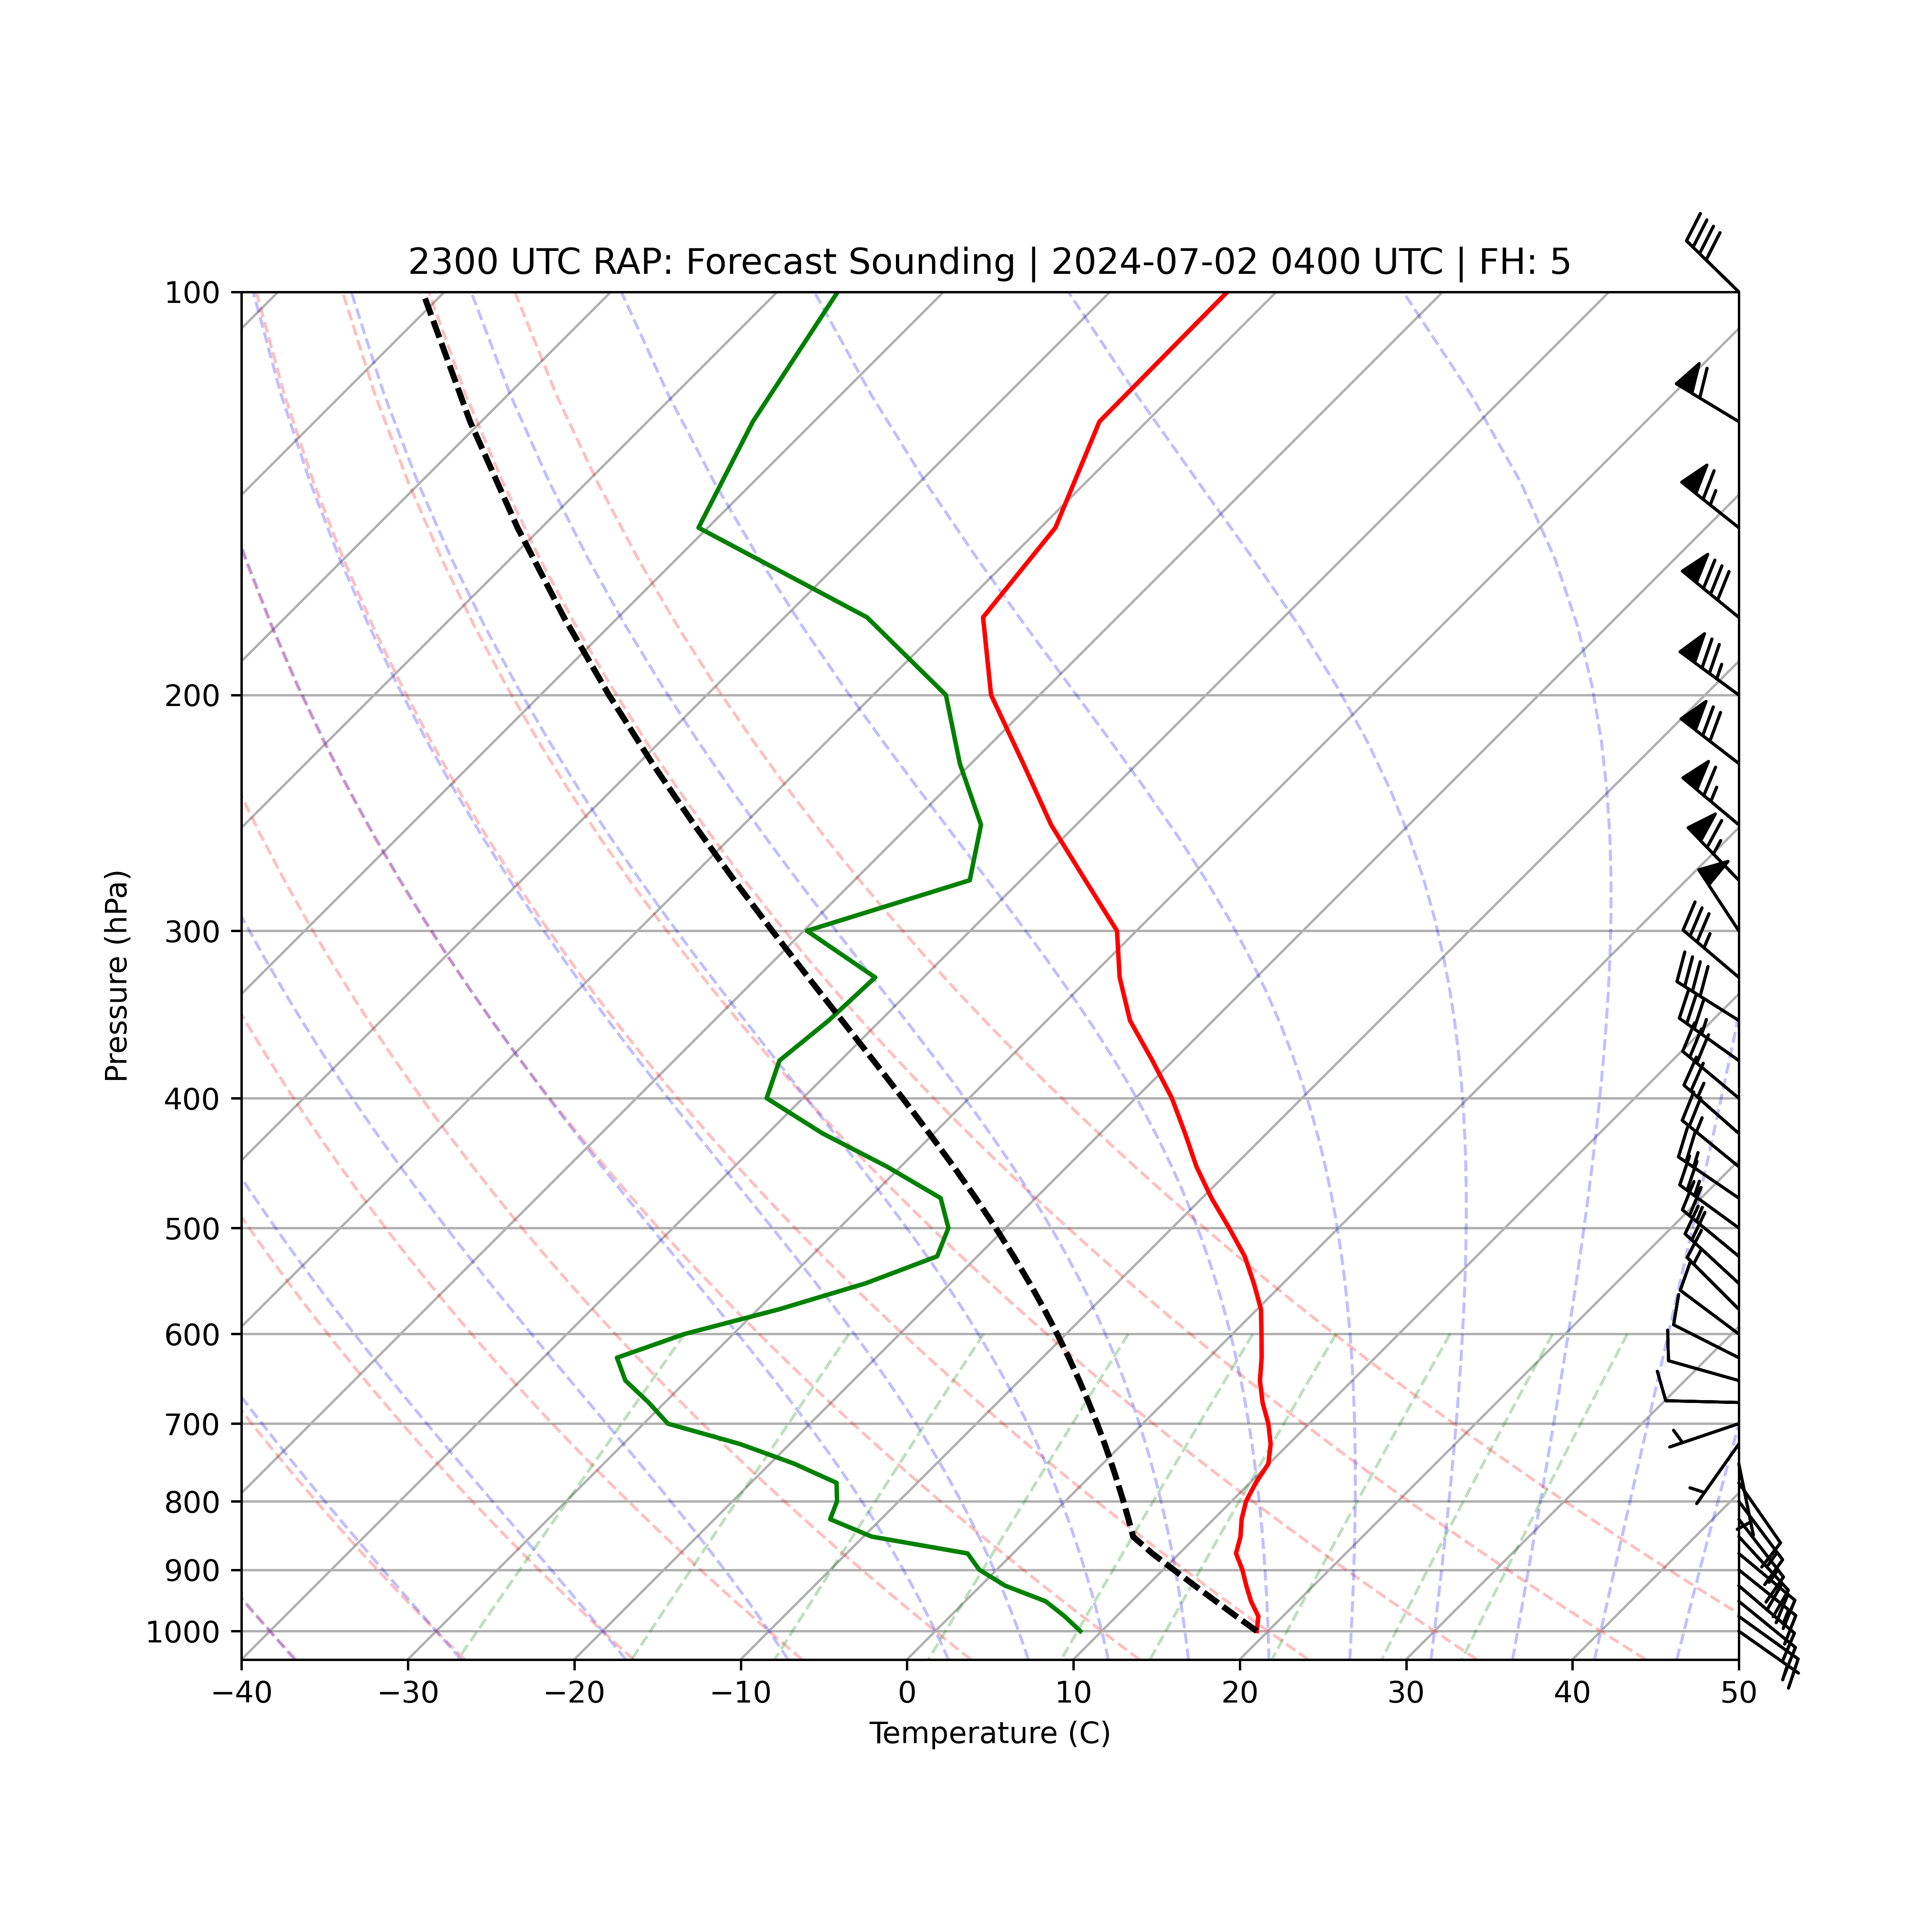 2300 UTC RAP: Forecast Sounding | 2024-07-02 0400 UTC | FH: 5
100
200
300
400
500
600
700
800
900
1000
Pressure (hPa)
−40 −30 −20 −10 0 10 20 30 40 50
Temperature (C)